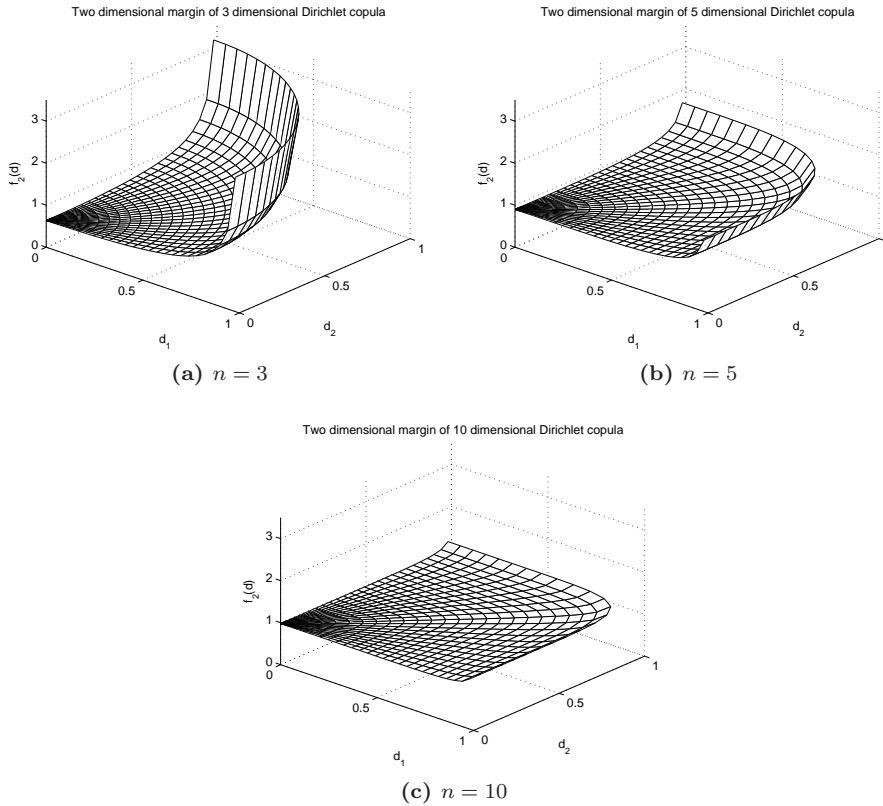 Two dimensional margin of 3 dimensional Dirichlet copula
3
2
1
0
f_2(d)
0
0.5
1
d_1
0
0.5
1
d_2
(a) n = 3
Two dimensional margin of 5 dimensional Dirichlet copula
3
2
1
0
f_2(d)
0
0.5
1
d_1
0
0.5
d_2
(b) n = 5
Two dimensional margin of 10 dimensional Dirichlet copula
3
2
1
0
f_2(d)
0
0.5
1
d_1
0
0.5
1
d_2
(c) n = 10